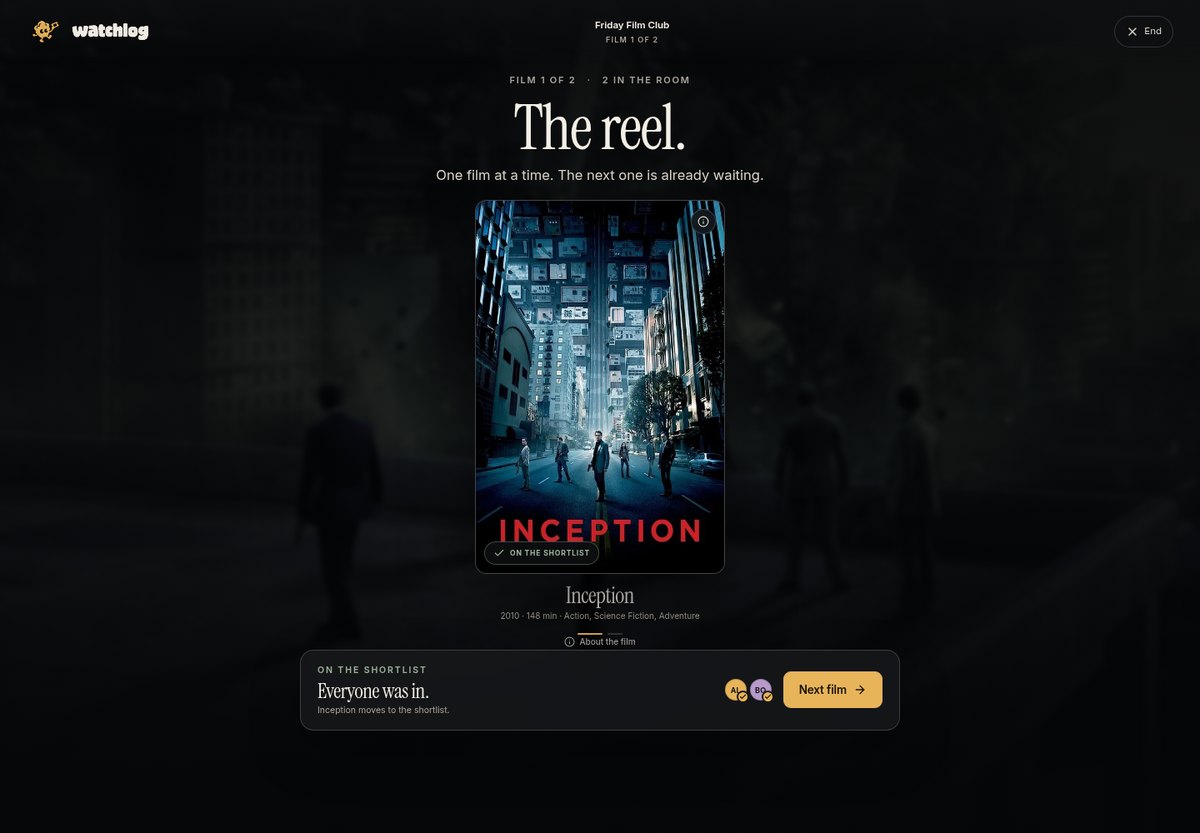 watchlog
Friday Film Club
FILM 1 OF 2
End
FILM 1 OF 2 · 2 IN THE ROOM
The reel.
One film at a time. The next one is already waiting.
INCEPTION
ON THE SHORTLIST
Inception
2010 · 148 min · Action, Science Fiction, Adventure
About the film
ON THE SHORTLIST
Everyone was in.
Inception moves to the shortlist.
AL BO
Next film